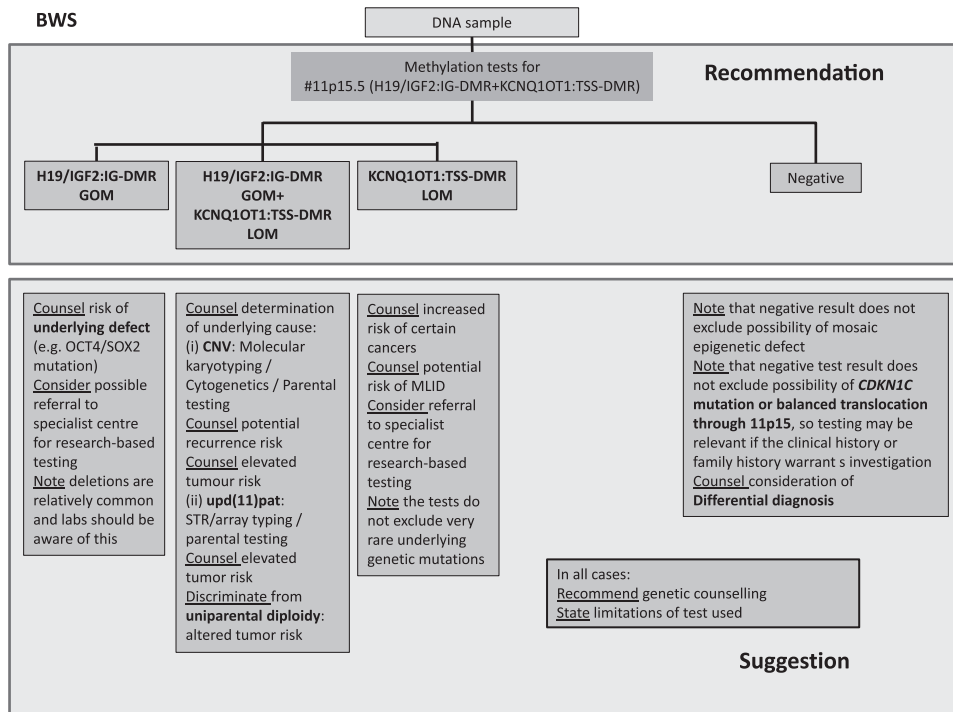 BWS
DNA sample
Methylation tests for
#11p15.5 (H19/IGF2:IG-DMR+KCNQ1OT1:TSS-DMR)
Recommendation
H19/IGF2:IG-DMR
GOM
H19/IGF2:IG-DMR
GOM+
KCNQ1OT1:TSS-DMR
LOM
KCNQ1OT1:TSS-DMR
LOM
Negative
Counsel risk of
underlying defect
(e.g. OCT4/SOX2
mutation)
Consider possible
referral to
specialist centre
for research-based
testing
Note deletions are
relatively common
and labs should be
aware of this
Counsel determination
of underlying cause:
(i) CNV: Molecular
karyotyping /
Cytogenetics / Parental
testing
Counsel potential
recurrence risk
Counsel elevated
tumour risk
(ii) upd(11)pat:
STR/array typing /
parental testing
Counsel elevated
tumor risk
Discriminate from
uniparental diploidy:
altered tumor risk
Counsel increased
risk of certain
cancers
Counsel potential
risk of MLID
Consider referral
to specialist
centre for
research-based
testing
Note the tests do
not exclude very
rare underlying
genetic mutations
Note that negative result does not
exclude possibility of mosaic
epigenetic defect
Note that negative test result does
not exclude possibility of CDKN1C
mutation or balanced translocation
through 11p15, so testing may be
relevant if the clinical history or
family history warrant s investigation
Counsel consideration of
Differential diagnosis
In all cases:
Recommend genetic counselling
State limitations of test used
Suggestion